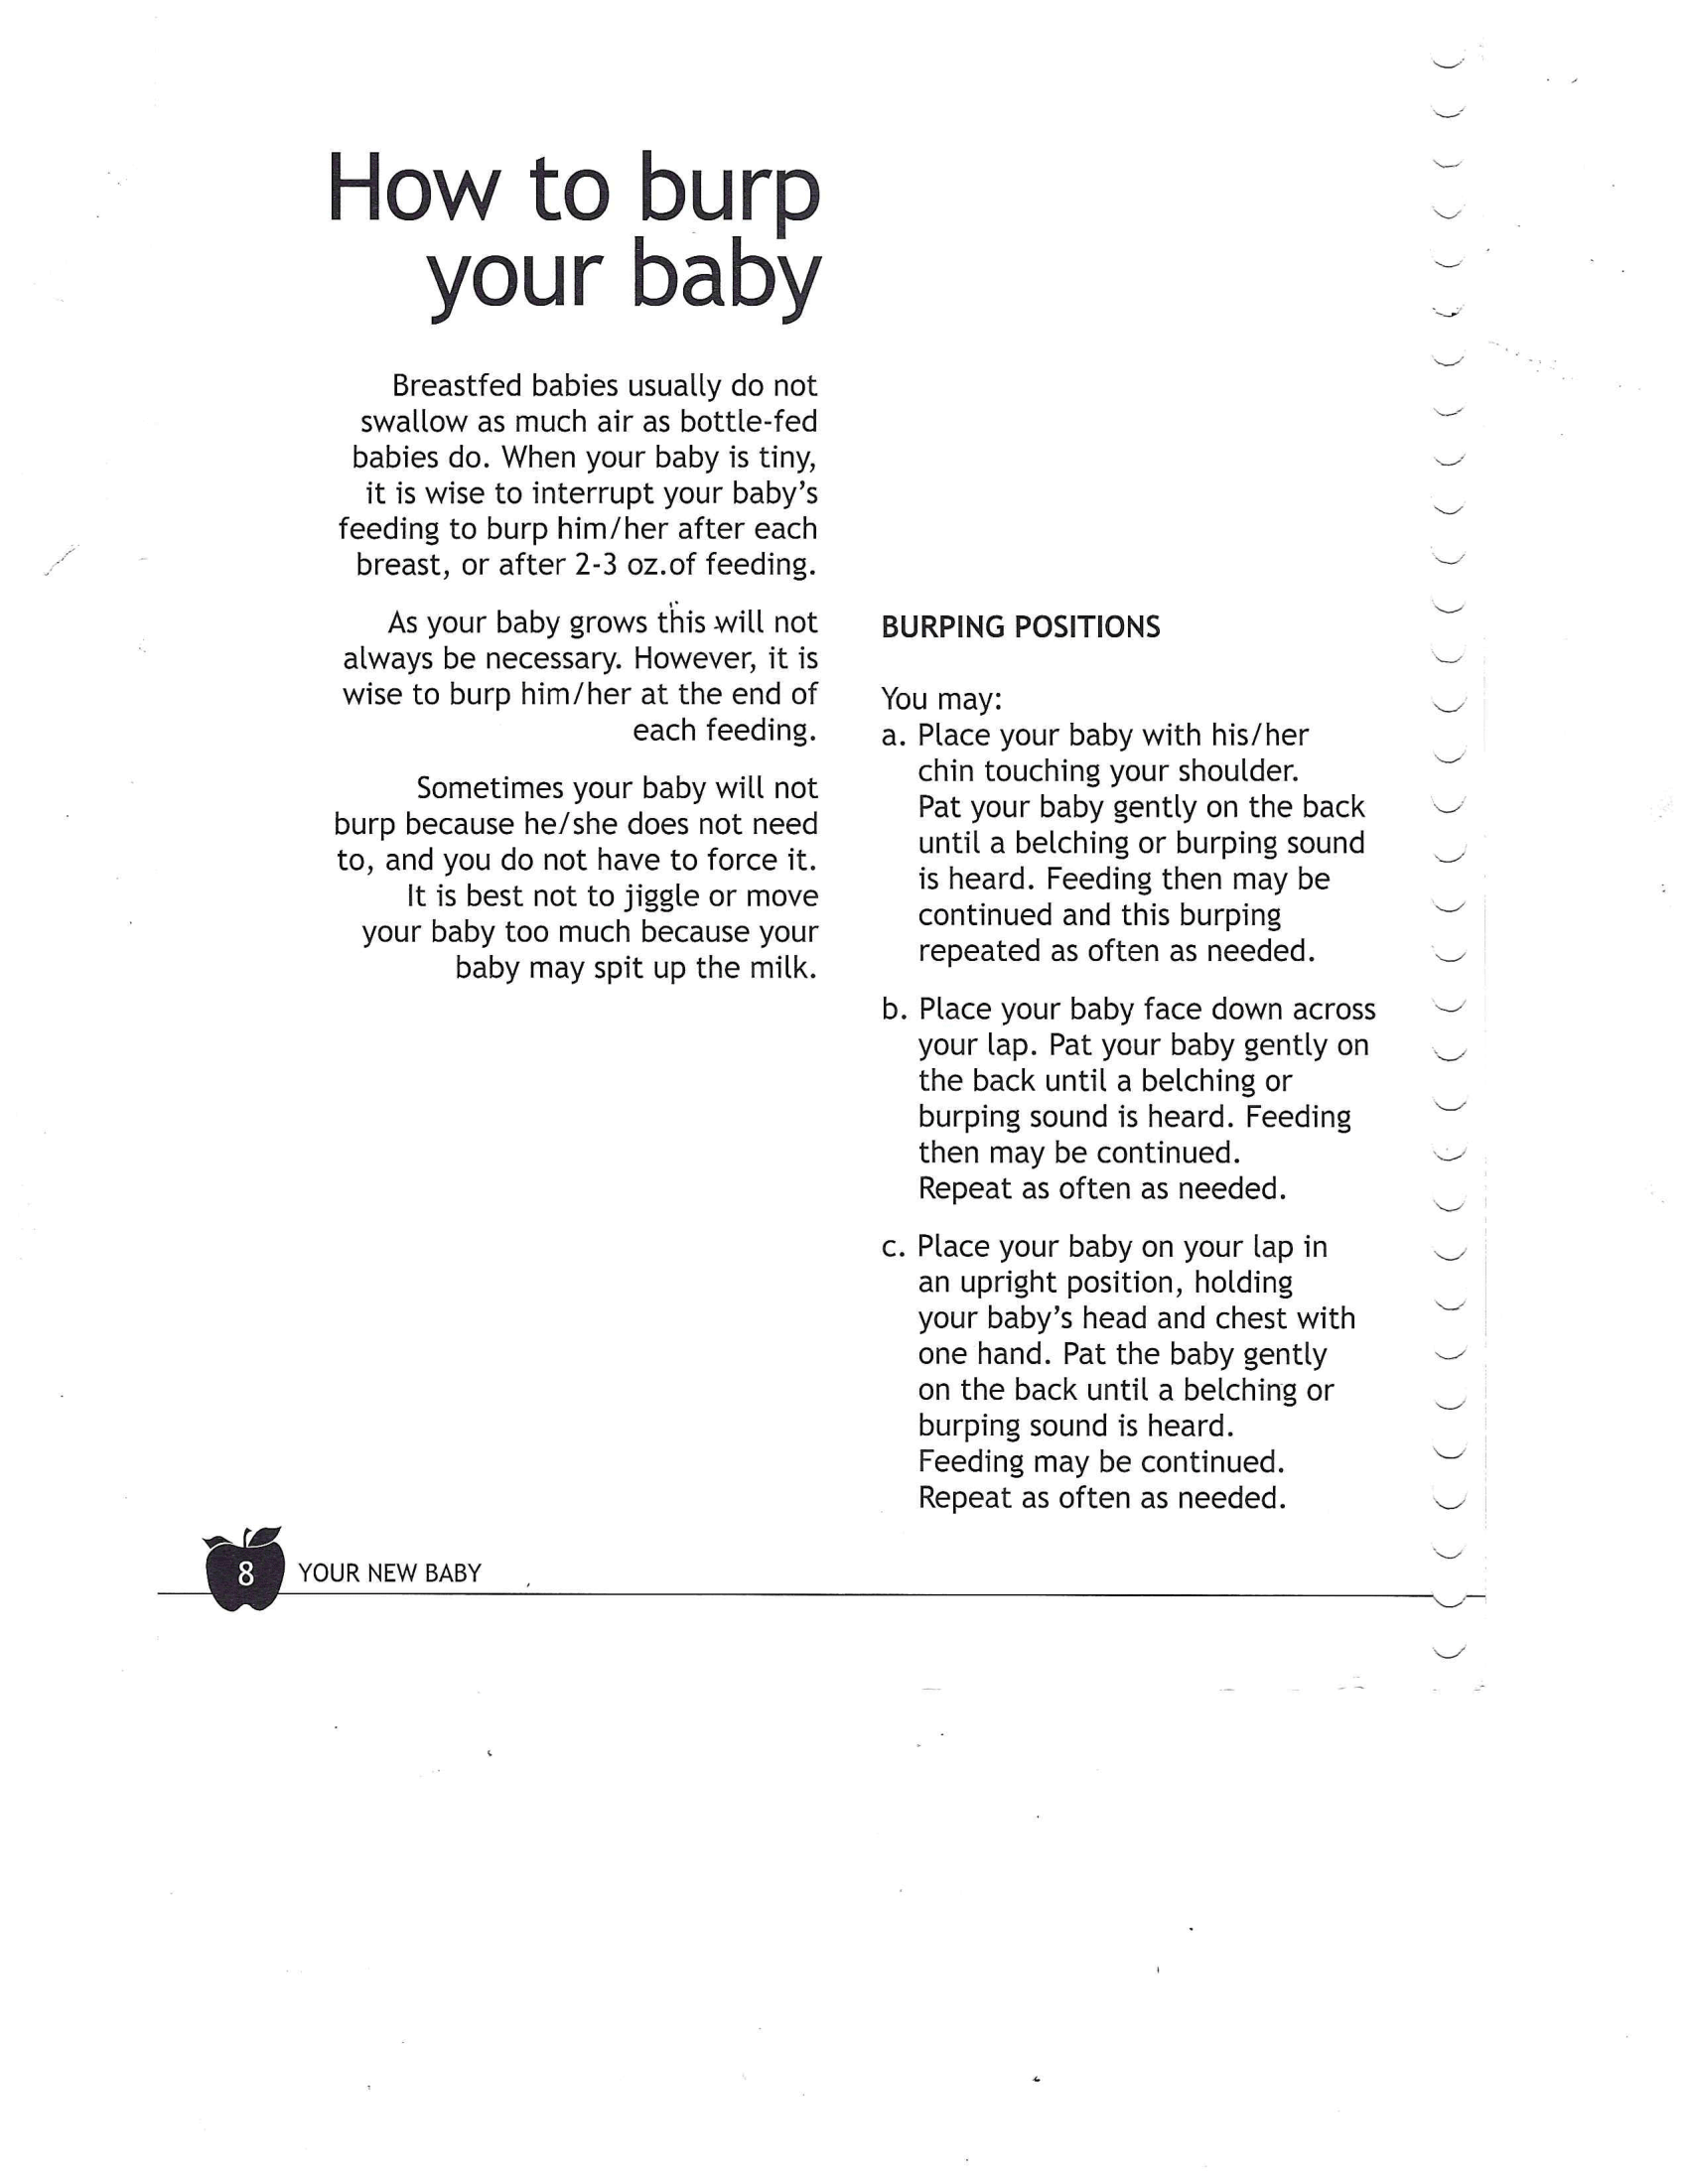 How to burp
your baby
Breastfed babies usually do not
swallow as much air as bottle-fed
babies do. When your baby is tiny,
it is wise to interrupt your baby's
feeding to burp him/her after each
breast, or after 2-3 oz.of feeding.
As your baby grows this will not
always be necessary. However, it is
wise to burp him/her at the end of
each feeding.
Sometimes your baby will not
burp because he/she does not need
to, and you do not have to force it.
It is best not to jiggle or move
your baby too much because your
baby may spit up the milk.
BURPING POSITIONS
You may:
a. Place your baby with his/her
chin touching your shoulder.
Pat your baby gently on the back
until a belching or burping sound
is heard. Feeding then may be
continued and this burping
repeated as often as needed.
b. Place your baby face down across
your lap. Pat your baby gently on
the back until a belching or
burping sound is heard. Feeding
then may be continued.
Repeat as often as needed.
c. Place your baby on your lap in
an upright position, holding
your baby's head and chest with
one hand. Pat the baby gently
on the back until a belching or
burping sound is heard.
Feeding may be continued.
Repeat as often as needed.
8 YOUR NEW BABY